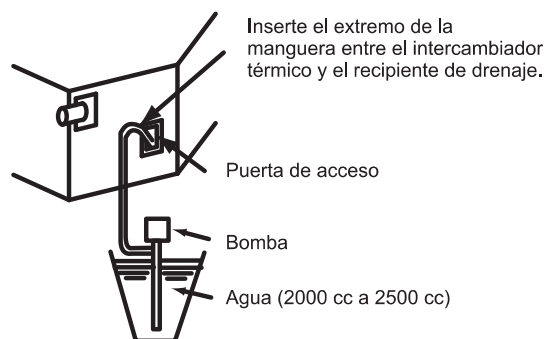 Inserte el extremo de la
manguera entre el intercambiador
térmico y el recipiente de drenaje.
Puerta de acceso
Bomba
Agua (2000 cc a 2500 cc)